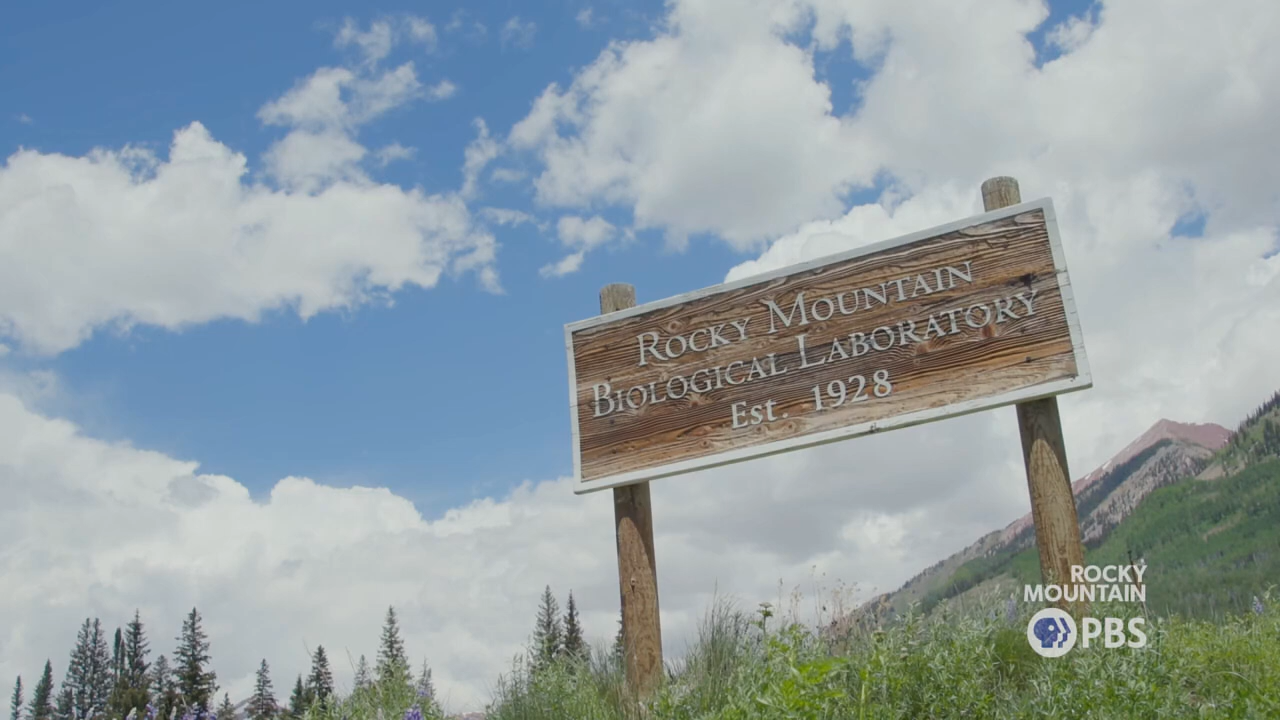 Rocky Mountain
Biological Laboratory
Est. 1928
ROCKY
MOUNTAIN
PBS